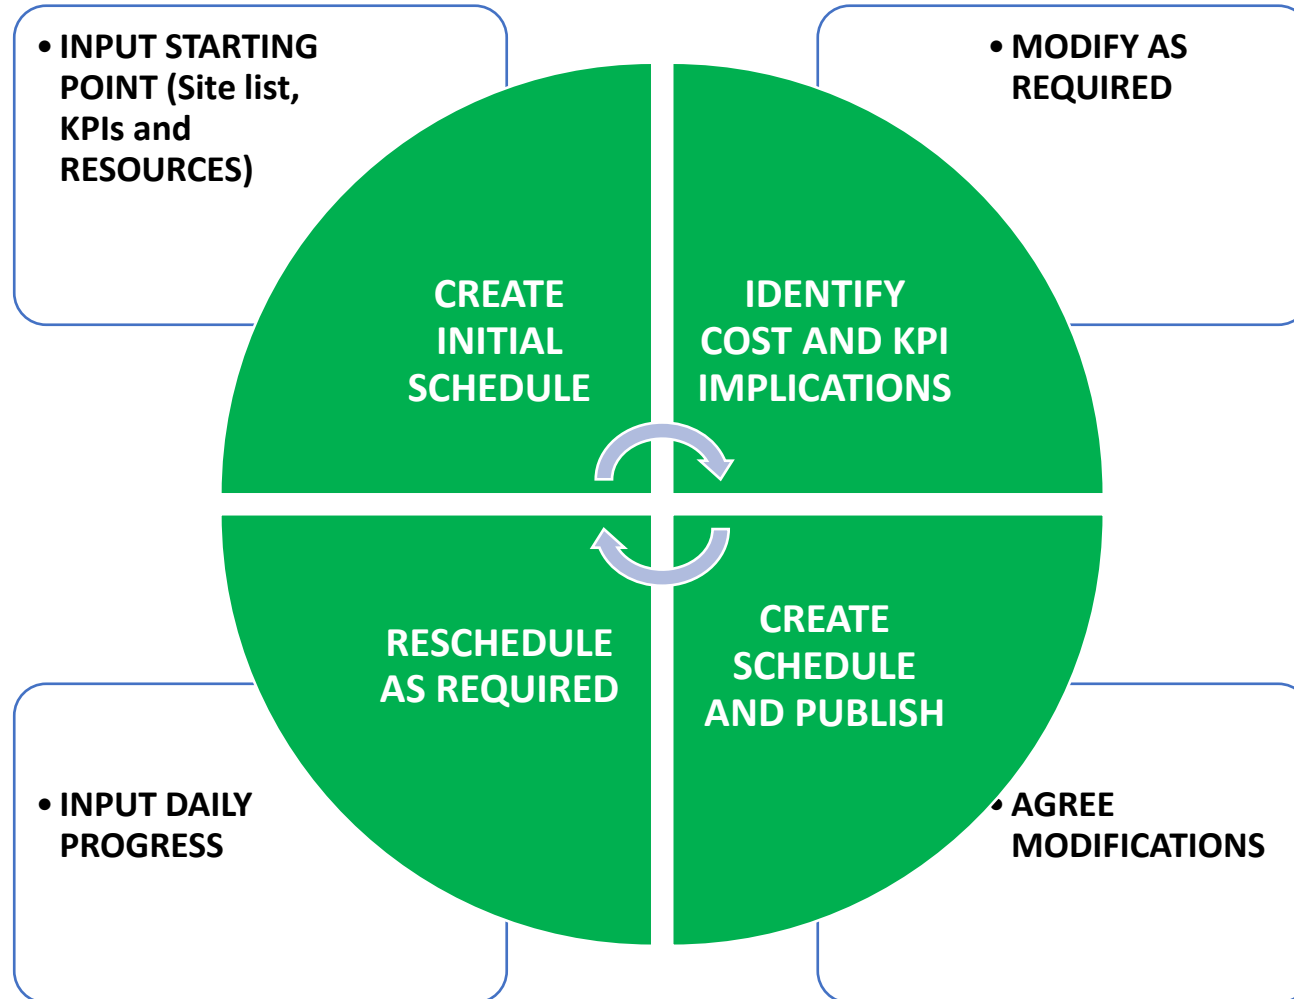 • INPUT STARTING
POINT (Site list,
KPIs and
RESOURCES)
• MODIFY AS
REQUIRED
CREATE
INITIAL
SCHEDULE
IDENTIFY
COST AND KPI
IMPLICATIONS
RESCHEDULE
AS REQUIRED
CREATE
SCHEDULE
AND PUBLISH
• INPUT DAILY
PROGRESS
• AGREE
MODIFICATIONS